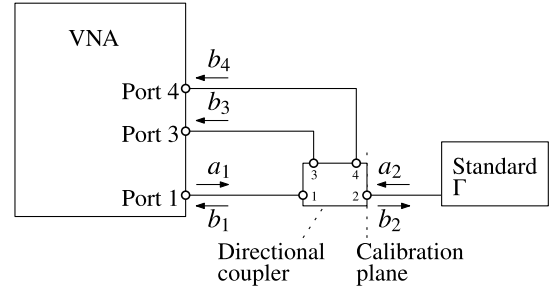 VNA
b4
Port 4
b3
Port 3
a1
a2
3 4
Port 1
1 2
b1
b2
Standard
Γ
Directional
coupler
Calibration
plane